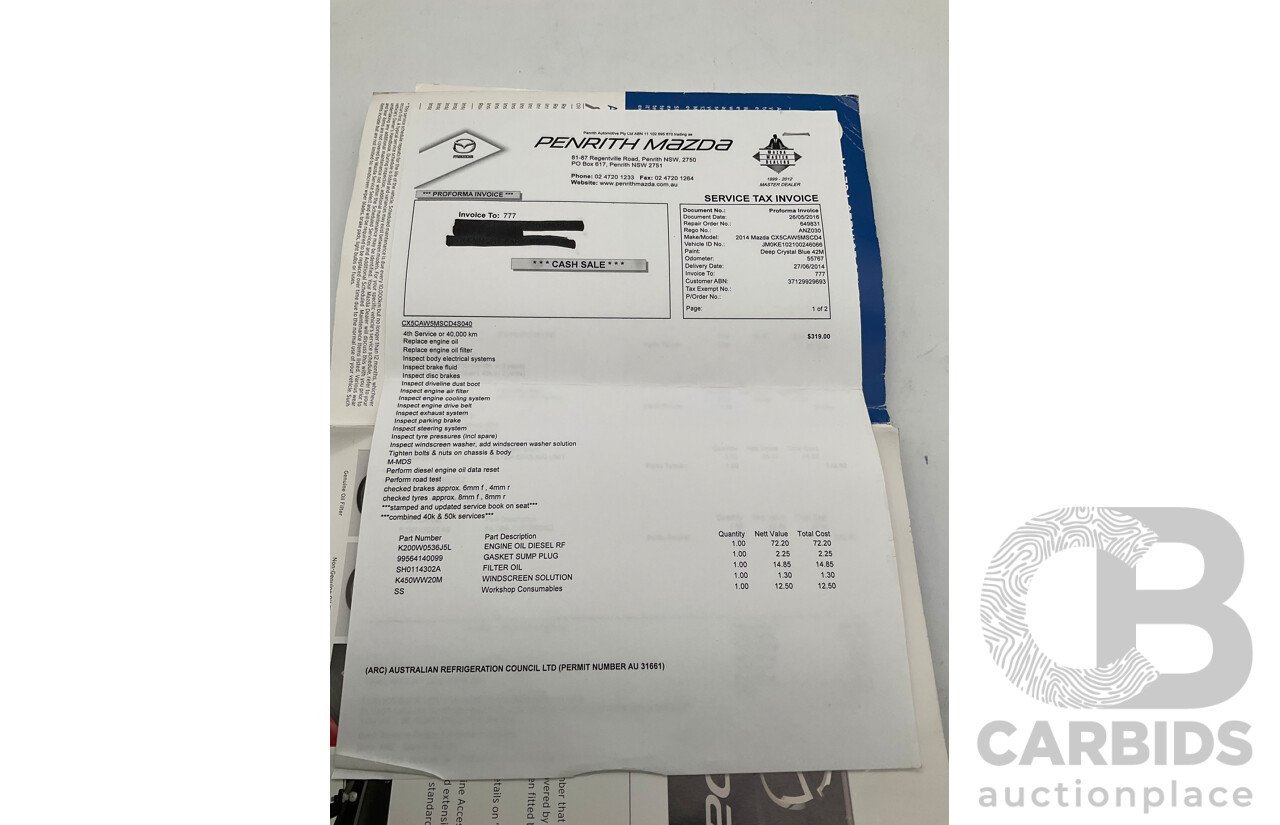 Penrith Automotive Pty Ltd ABN 11 102 665 610 trading as
PENRITH MAZDA
81-87 Regentville Road, Penrith NSW, 2750
PO Box 617, Penrith NSW 2751
Phone: 02 4720 1233 Fax: 02 4720 1264
Website: www.penrithmazda.com.au
MAZDA
MASTER
DEALER
1999 - 2012
MASTER DEALER
*** PROFORMA INVOICE ***
Invoice To: 777
*** CASH SALE ***
SERVICE TAX INVOICE
Document No.: Proforma Invoice
Document Date: 26/05/2016
Repair Order No.: 649831
Rego No.: ANZ030
Make/Model: 2014 Mazda CX5CAW5MSCD4
Vehicle ID No.: JM0KE102100246066
Paint: Deep Crystal Blue 42M
Odometer: 55767
Delivery Date: 27/06/2014
Invoice To: 777
Customer ABN: 37129929693
Tax Exempt No.:
P/Order No.:
Page: 1 of 2
CX5CAW5MSCD4S040
4th Service or 40,000 km $319.00
Replace engine oil
Replace engine oil filter
Inspect body electrical systems
Inspect brake fluid
Inspect disc brakes
Inspect driveline dust boot
Inspect engine air filter
Inspect engine cooling system
Inspect engine drive belt
Inspect exhaust system
Inspect parking brake
Inspect steering system
Inspect tyre pressures (incl spare)
Inspect windscreen washer, add windscreen washer solution
Tighten bolts & nuts on chassis & body
M-MDS
Perform diesel engine oil data reset
Perform road test
checked brakes approx. 6mm f , 4mm r
checked tyres approx. 8mm f , 8mm r
***stamped and updated service book on seat***
***combined 40k & 50k services***
Part Number Part Description Quantity Nett Value Total Cost
K200W0536J5L ENGINE OIL DIESEL RF 1.00 72.20 72.20
99564140099 GASKET SUMP PLUG 1.00 2.25 2.25
SH0114302A FILTER OIL 1.00 14.85 14.85
K450WW20M WINDSCREEN SOLUTION 1.00 1.30 1.30
SS Workshop Consumables 1.00 12.50 12.50
(ARC) AUSTRALIAN REFRIGERATION COUNCIL LTD (PERMIT NUMBER AU 31661)
Genuine Oil Filter
CB
CARBIDS
auctionplace